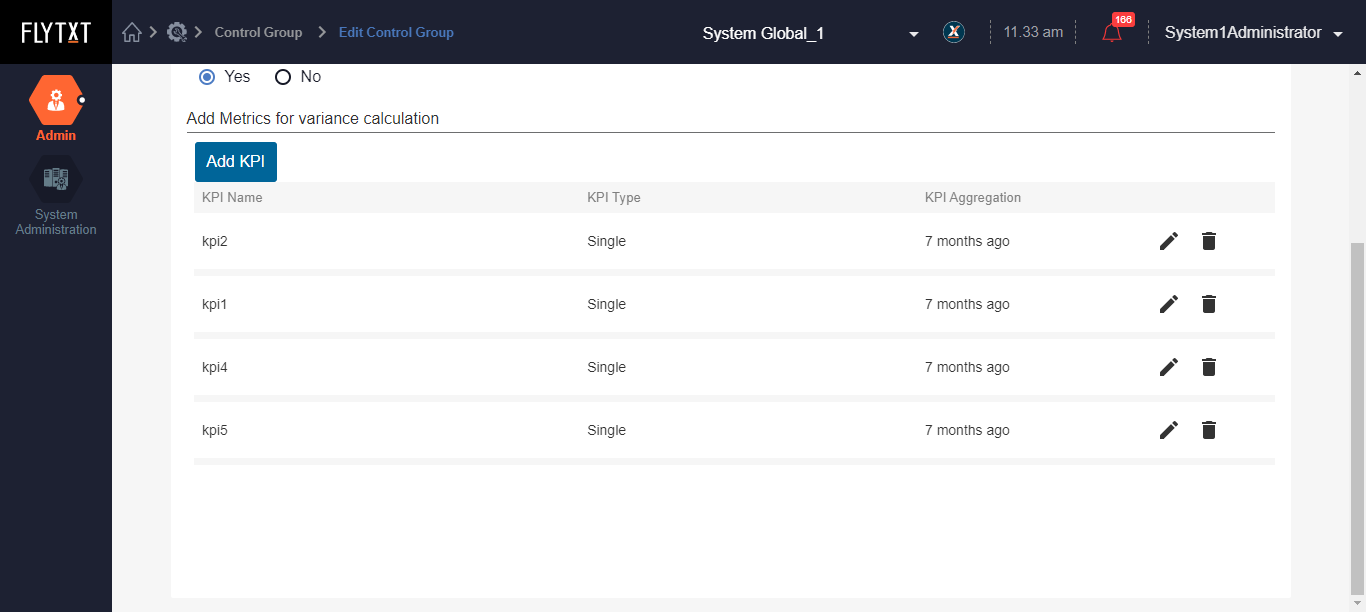 FLYTXT
Control Group
Edit Control Group
System Global_1
X
11.33 am
166
System1Administrator
Admin
System
Administration
Yes
No
Add Metrics for variance calculation
Add KPI
KPI Name KPI Type KPI Aggregation
kpi2 Single 7 months ago
kpi1 Single 7 months ago
kpi4 Single 7 months ago
kpi5 Single 7 months ago